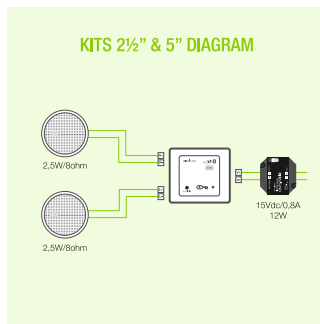 KITS 2½" & 5" DIAGRAM
2,5W/8ohm
2,5W/8ohm
15Vdc/0,8A
12W